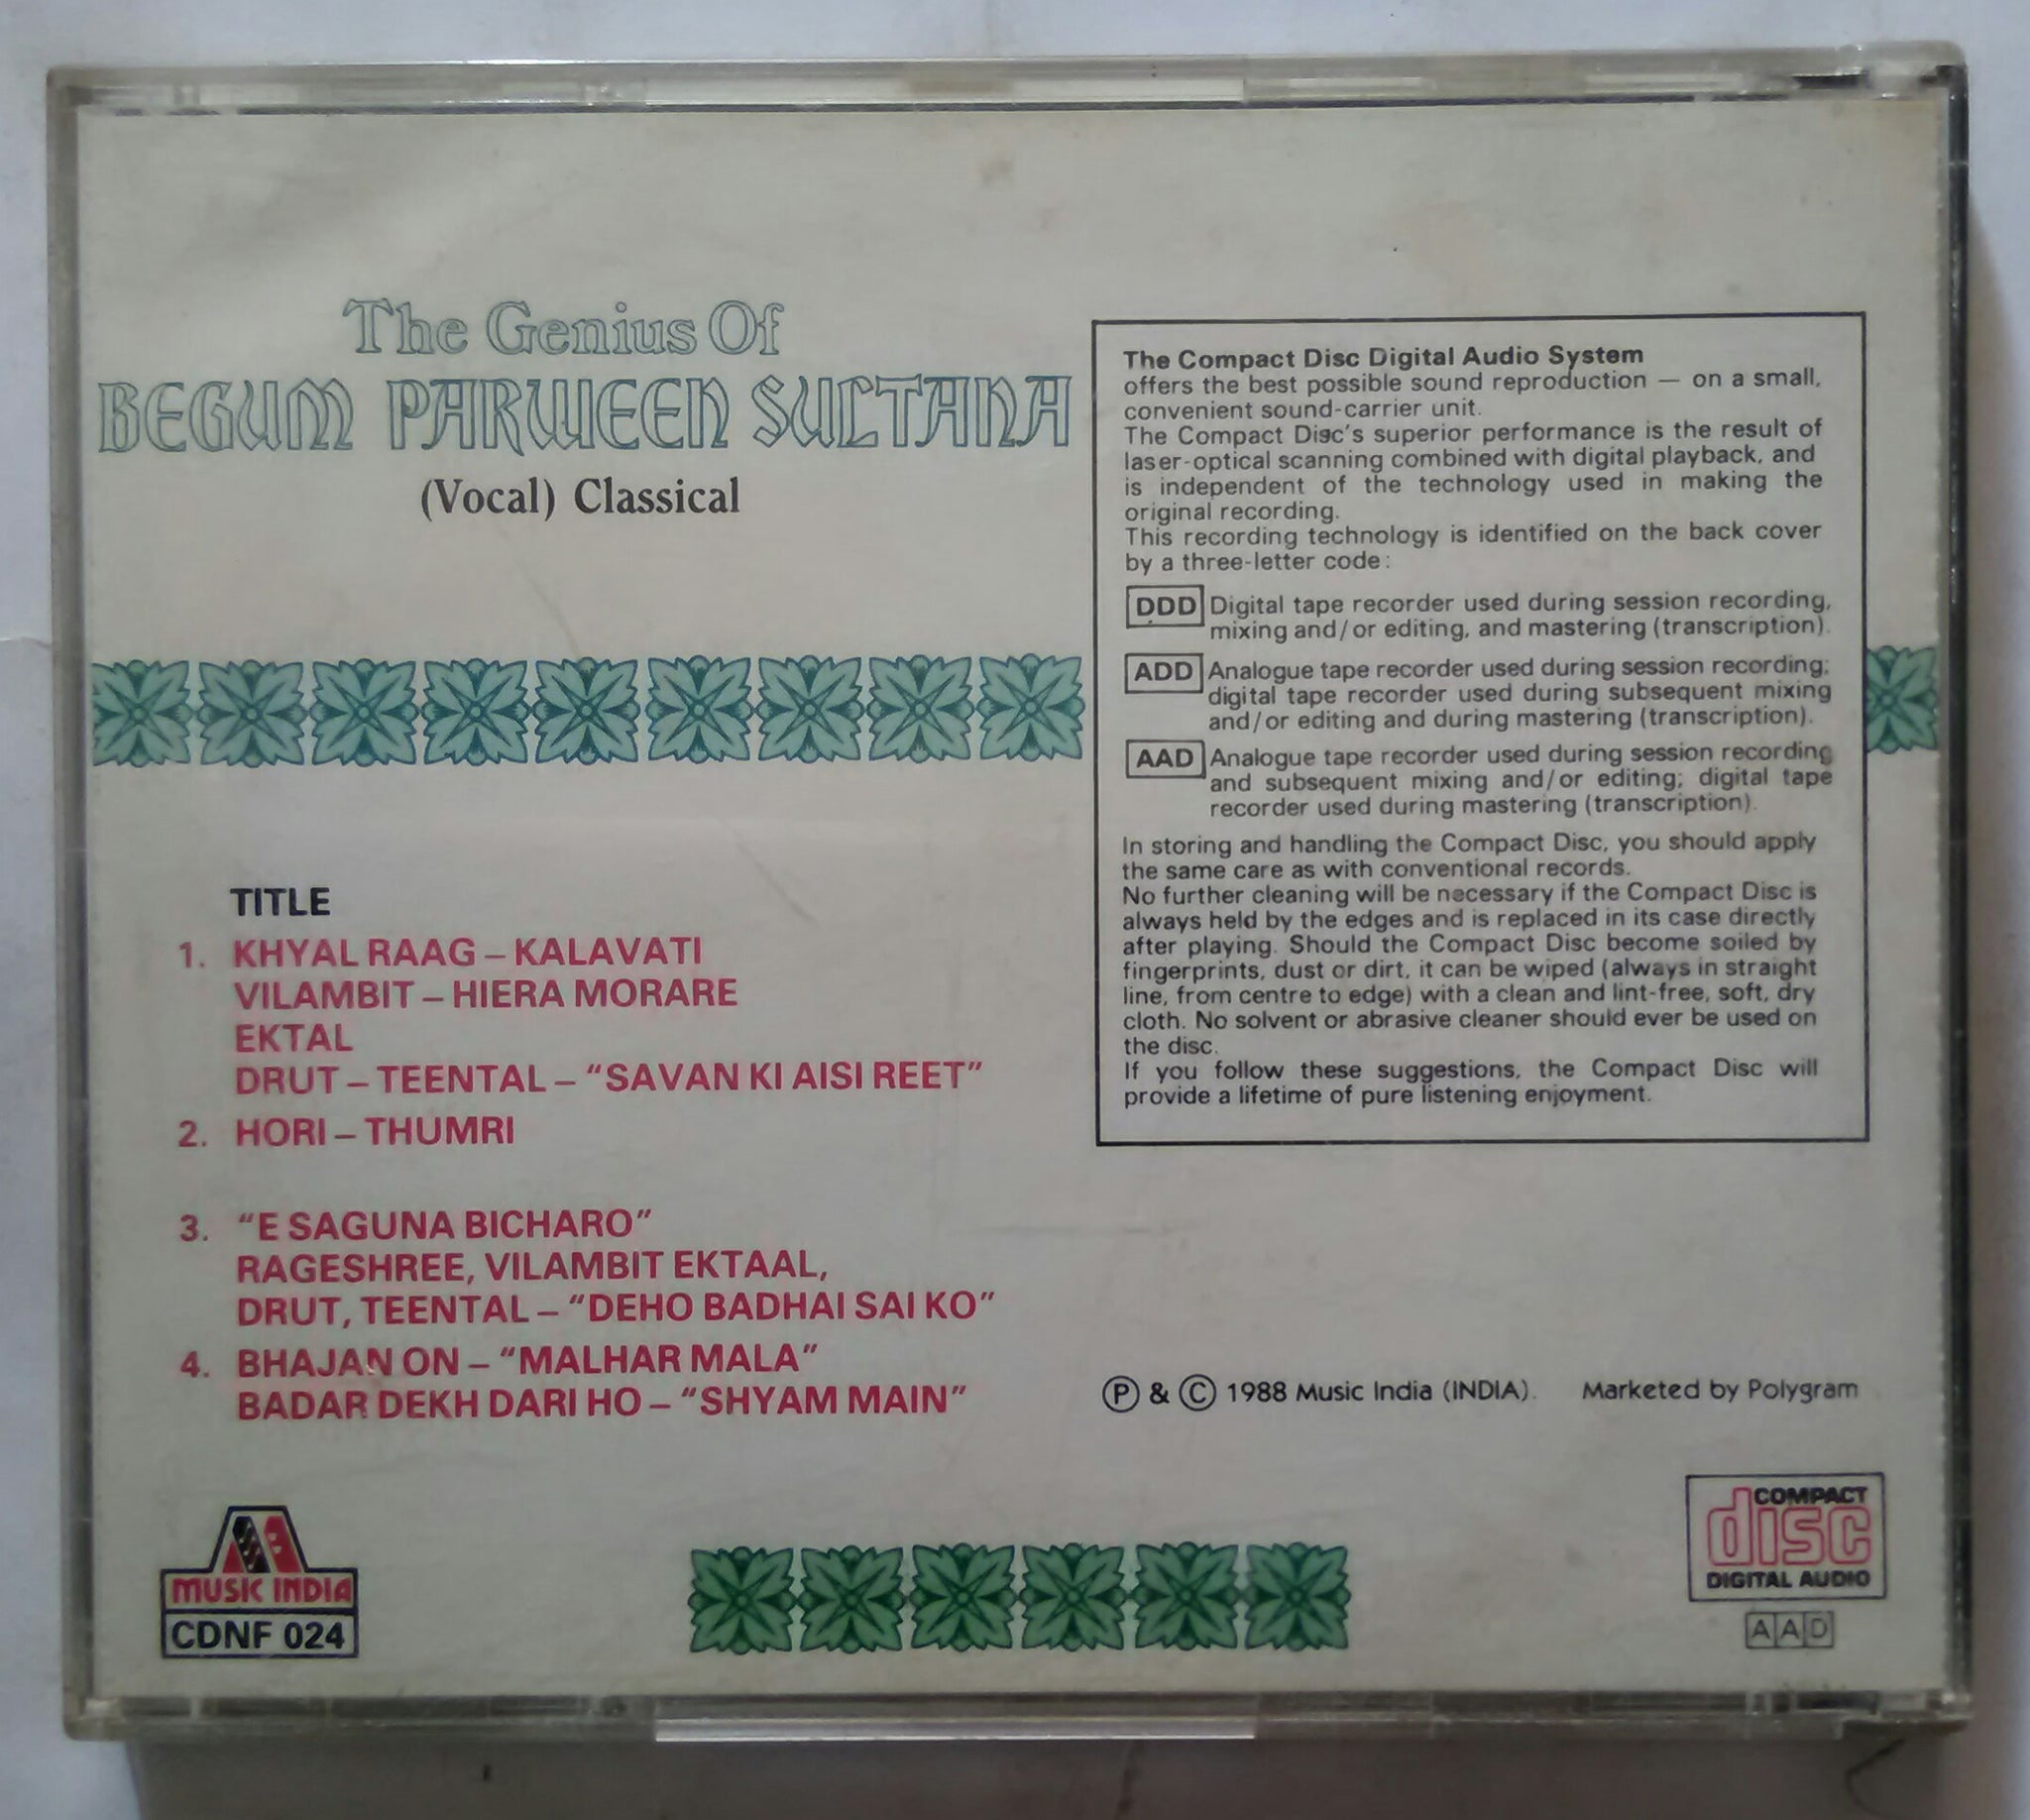 The Genius Of
BEGUM PARWEEN SULTANA
(Vocal) Classical
TITLE
1. KHYAL RAAG – KALAVATI
VILAMBIT – HIERA MORARE
EKTAL
DRUT – TEENTAL – “SAVAN KI AISI REET”
2. HORI – THUMRI
3. “E SAGUNA BICHARO”
RAGESHREE, VILAMBIT EKTAAL,
DRUT, TEENTAL – “DEHO BADHAI SAI KO”
4. BHAJAN ON – “MALHAR MALA”
BADAR DEKH DARI HO – “SHYAM MAIN”
MUSIC INDIA
CDNF 024
The Compact Disc Digital Audio System
offers the best possible sound reproduction — on a small,
convenient sound-carrier unit.
The Compact Disc's superior performance is the result of
laser-optical scanning combined with digital playback, and
is independent of the technology used in making the
original recording.
This recording technology is identified on the back cover
by a three-letter code:
DDD Digital tape recorder used during session recording,
mixing and/or editing, and mastering (transcription).
ADD Analogue tape recorder used during session recording;
digital tape recorder used during subsequent mixing
and/or editing and during mastering (transcription).
AAD Analogue tape recorder used during session recording
and subsequent mixing and/or editing; digital tape
recorder used during mastering (transcription).
In storing and handling the Compact Disc, you should apply
the same care as with conventional records.
No further cleaning will be necessary if the Compact Disc is
always held by the edges and is replaced in its case directly
after playing. Should the Compact Disc become soiled by
fingerprints, dust or dirt, it can be wiped (always in straight
line, from centre to edge) with a clean and lint-free, soft, dry
cloth. No solvent or abrasive cleaner should ever be used on
the disc.
If you follow these suggestions, the Compact Disc will
provide a lifetime of pure listening enjoyment.
Ⓟ & © 1988 Music India (INDIA). Marketed by Polygram
COMPACT
disc
DIGITAL AUDIO
AAD